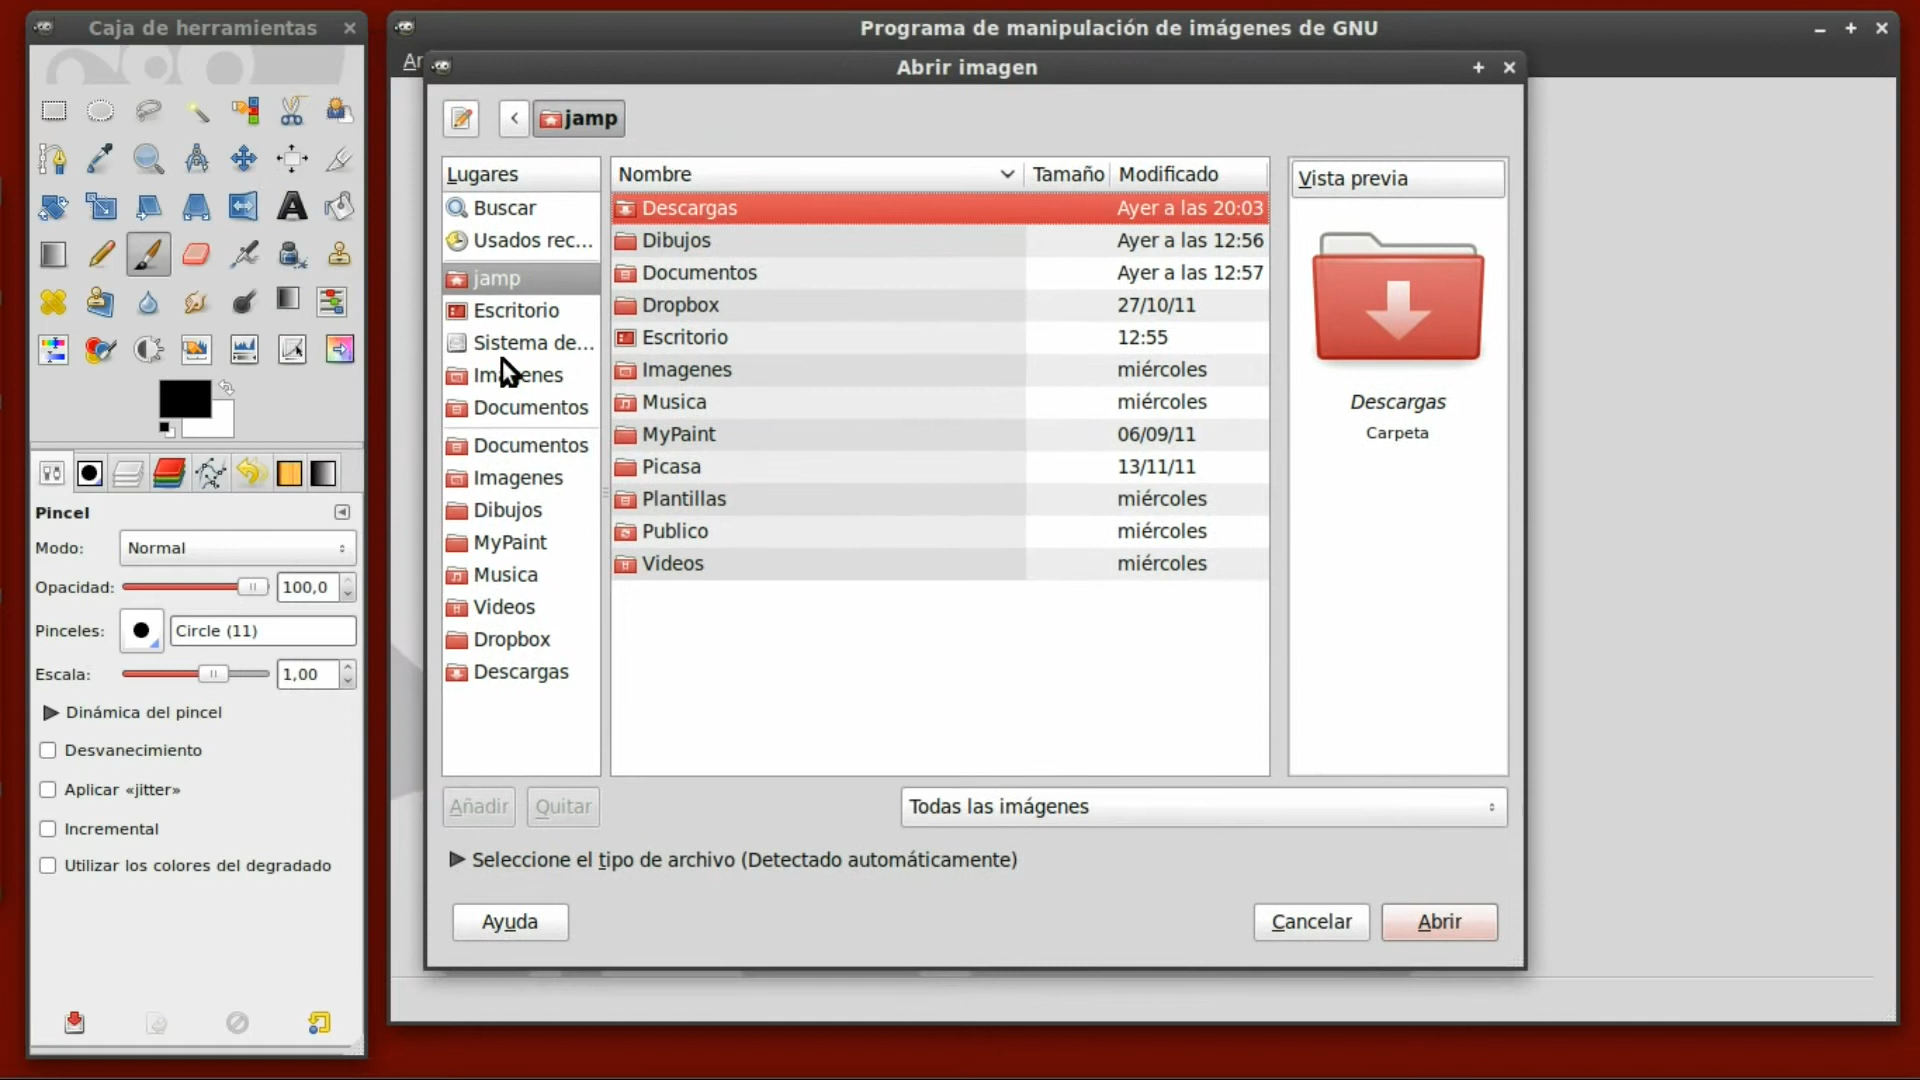 Caja de herramientas
Programa de manipulación de imágenes de GNU
Ar
Abrir imagen
jamp
Lugares
Buscar
Usados rec...
jamp
Escritorio
Sistema de...
Imagenes
Documentos
Documentos
Imagenes
Dibujos
MyPaint
Musica
Videos
Dropbox
Descargas
Nombre Tamaño Modificado
Descargas Ayer a las 20:03
Dibujos Ayer a las 12:56
Documentos Ayer a las 12:57
Dropbox 27/10/11
Escritorio 12:55
Imagenes miércoles
Musica miércoles
MyPaint 06/09/11
Picasa 13/11/11
Plantillas miércoles
Publico miércoles
Videos miércoles
Vista previa
Descargas
Carpeta
Añadir Quitar
Todas las imágenes
Seleccione el tipo de archivo (Detectado automáticamente)
Ayuda Cancelar Abrir
Pincel
Modo: Normal
Opacidad: 100,0
Pinceles: Circle (11)
Escala: 1,00
Dinámica del pincel
Desvanecimiento
Aplicar «jitter»
Incremental
Utilizar los colores del degradado